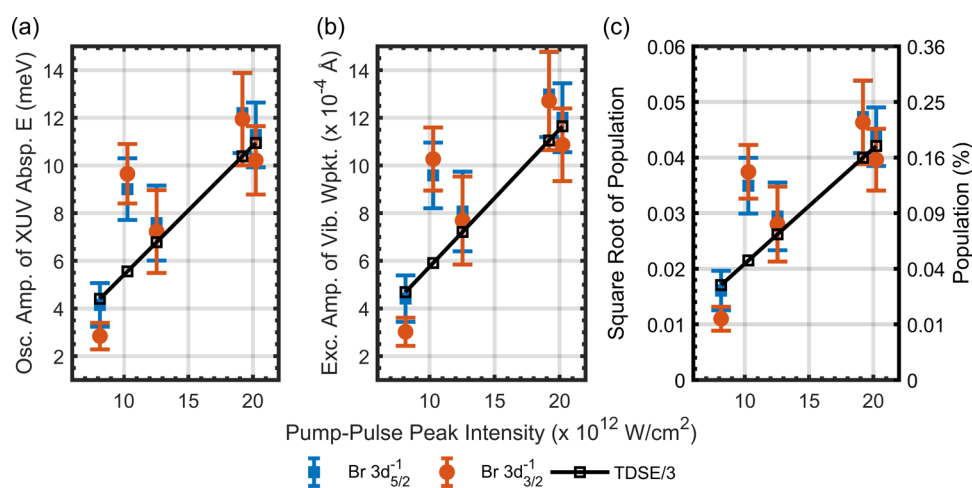 (a)
(b)
(c)
14
12
10
8
6
4
2
Osc. Amp. of XUV Absp. E (meV)
10 15 20
14
12
10
8
6
4
2
Exc. Amp. of Vib. Wpkt. (x 10⁻⁴ Å)
10 15 20
0.06
0.05
0.04
0.03
0.02
0.01
0
Square Root of Population
0.36
0.25
0.16
0.09
0.04
0.01
0
Population (%)
10 15 20
Pump-Pulse Peak Intensity (x 10¹² W/cm²)
Br 3d⁻¹₅/₂ Br 3d⁻¹₃/₂ TDSE/3